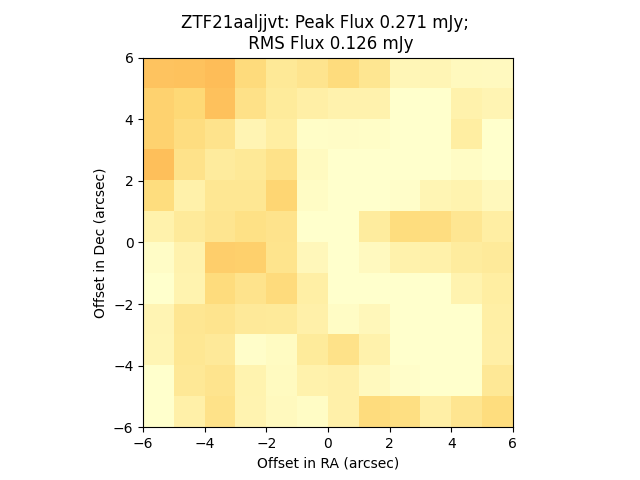 ZTF21aaljjvt: Peak Flux 0.271 mJy;
RMS Flux 0.126 mJy
6
4
2
0
−2
−4
−6
Offset in Dec (arcsec)
−6 −4 −2 0 2 4 6
Offset in RA (arcsec)